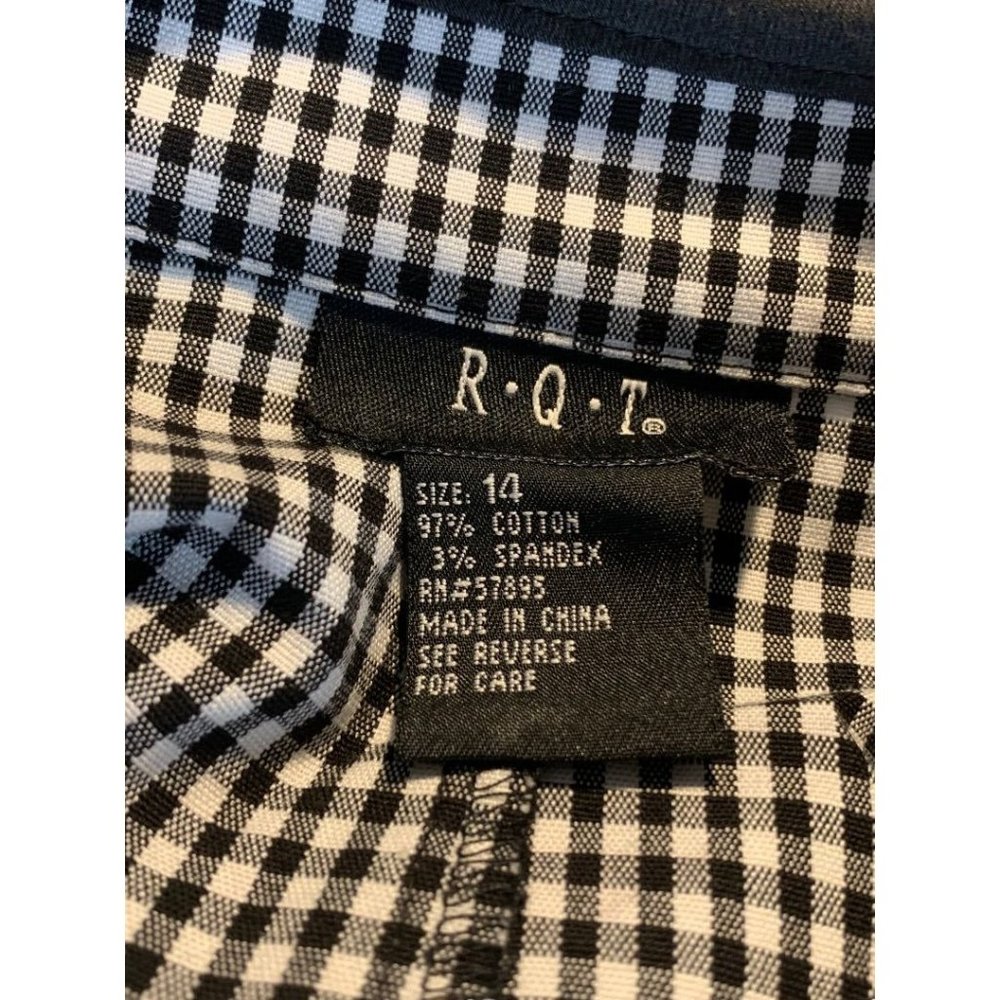 R·Q·T®
SIZE: 14
97% COTTON
3% SPANDEX
RN#57895
MADE IN CHINA
SEE REVERSE
FOR CARE